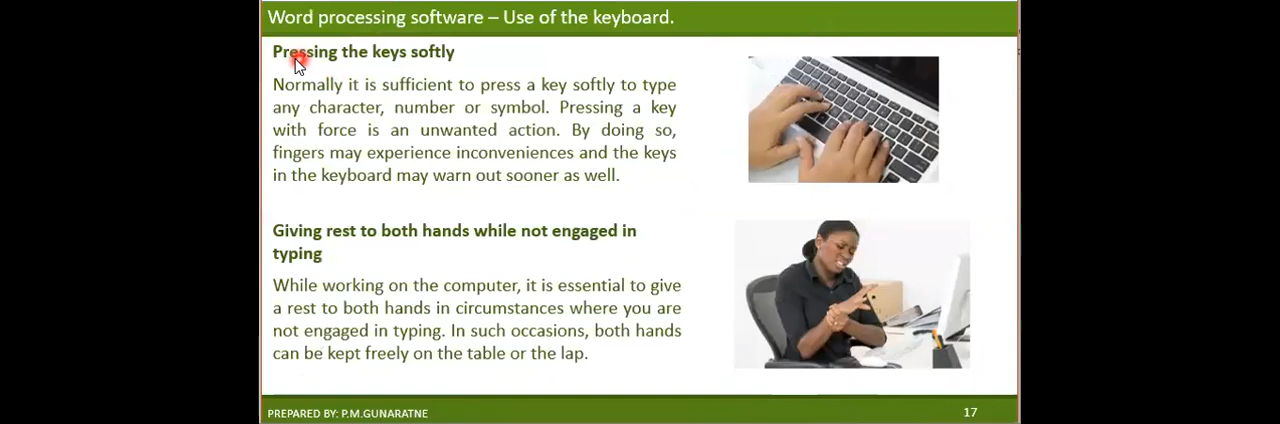 Word processing software – Use of the keyboard.
Pressing the keys softly
Normally it is sufficient to press a key softly to type
any character, number or symbol. Pressing a key
with force is an unwanted action. By doing so,
fingers may experience inconveniences and the keys
in the keyboard may warn out sooner as well.
Giving rest to both hands while not engaged in
typing
While working on the computer, it is essential to give
a rest to both hands in circumstances where you are
not engaged in typing. In such occasions, both hands
can be kept freely on the table or the lap.
PREPARED BY: P.M.GUNARATNE
17